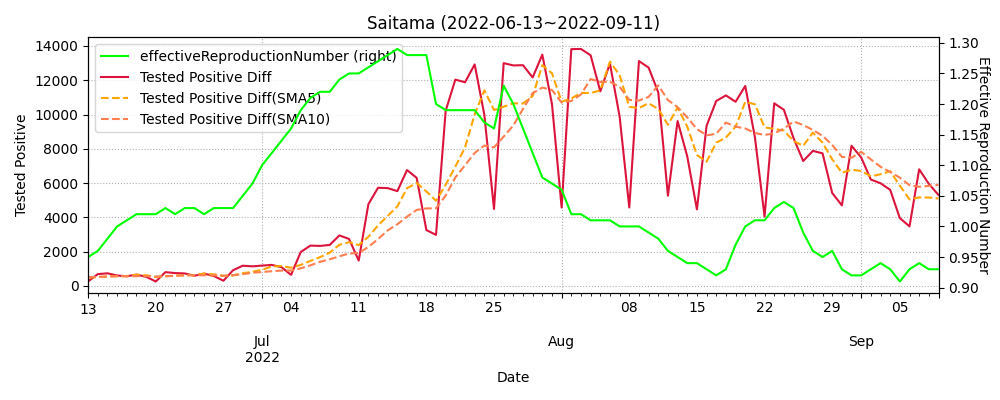 Saitama (2022-06-13~2022-09-11)
effectiveReproductionNumber (right)
Tested Positive Diff
Tested Positive Diff(SMA5)
Tested Positive Diff(SMA10)
Tested Positive
14000
12000
10000
8000
6000
4000
2000
0
1.30
1.25
1.20
1.15
1.10
1.05
1.00
0.95
0.90
Effective Reproduction Number
13 20 27 04 11 18 25 08 15 22 29 05
Jul Aug Sep
2022
Date